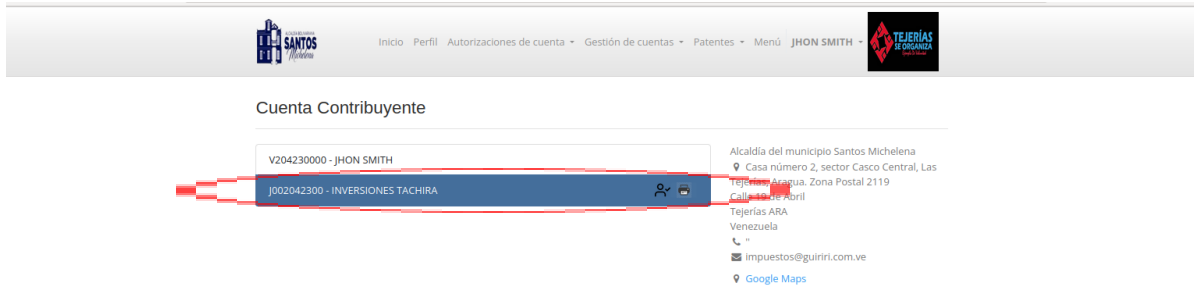 SANTOS
Michelena
Inicio Perfil Autorizaciones de cuenta Gestión de cuentas Patentes Menú JHON SMITH
TEJERÍAS
SE ORGANIZA
Cuenta Contribuyente
V204230000 - JHON SMITH
J002042300 - INVERSIONES TACHIRA
Alcaldía del municipio Santos Michelena
Casa número 2, sector Casco Central, Las
Tejerías, Aragua. Zona Postal 2119
Calle 19 de Abril
Tejerías ARA
Venezuela
"
impuestos@guiriri.com.ve
Google Maps